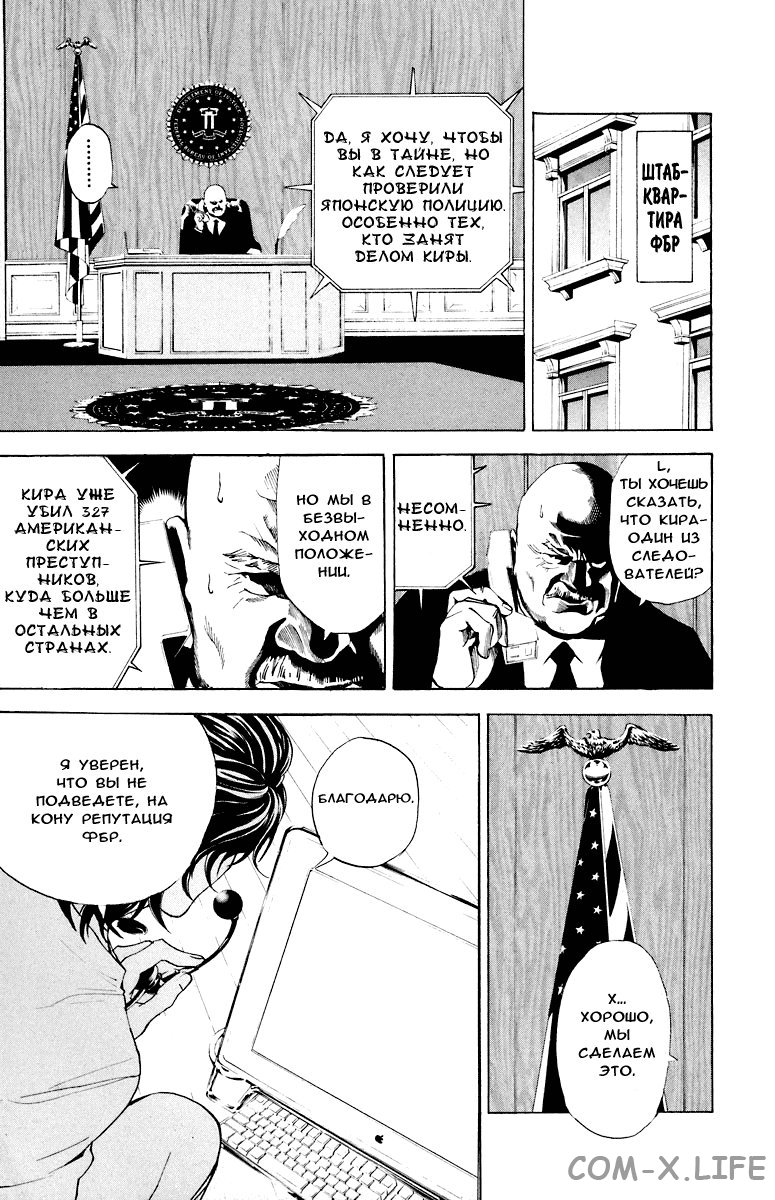 ШТАБ-
КВАР-
ТИРА
ФБР
ДА, Я ХОЧУ, ЧТОБЫ
ВЫ В ТАЙНЕ, НО
КАК СЛЕДУЕТ
ПРОВЕРИЛИ
ЯПОНСКУЮ ПОЛИЦИЮ.
ОСОБЕННО ТЕХ,
КТО ЗАНЯТ
ДЕЛОМ КИРЫ.
........
L,
ТЫ ХОЧЕШЬ
СКАЗАТЬ,
ЧТО КИРА-
ОДИН ИЗ
СЛЕДО-
ВАТЕЛЕЙ?
НЕСОМ-
НЕННО.
НО МЫ В
БЕЗВЫ-
ХОДНОМ
ПОЛОЖЕ-
НИИ.
КИРА УЖЕ
УБИЛ 327
АМЕРИКАН-
СКИХ
ПРЕСТУП-
НИКОВ,
КУДА БОЛЬШЕ
ЧЕМ В
ОСТАЛЬНЫХ
СТРАНАХ.
Х...
ХОРОШО,
МЫ
СДЕЛАЕМ
ЭТО.
БЛАГОДАРЮ.
Я УВЕРЕН,
ЧТО ВЫ НЕ
ПОДВЕДЕТЕ, НА
КОНУ РЕПУТАЦИЯ
ФБР.
COM-X.LIFE